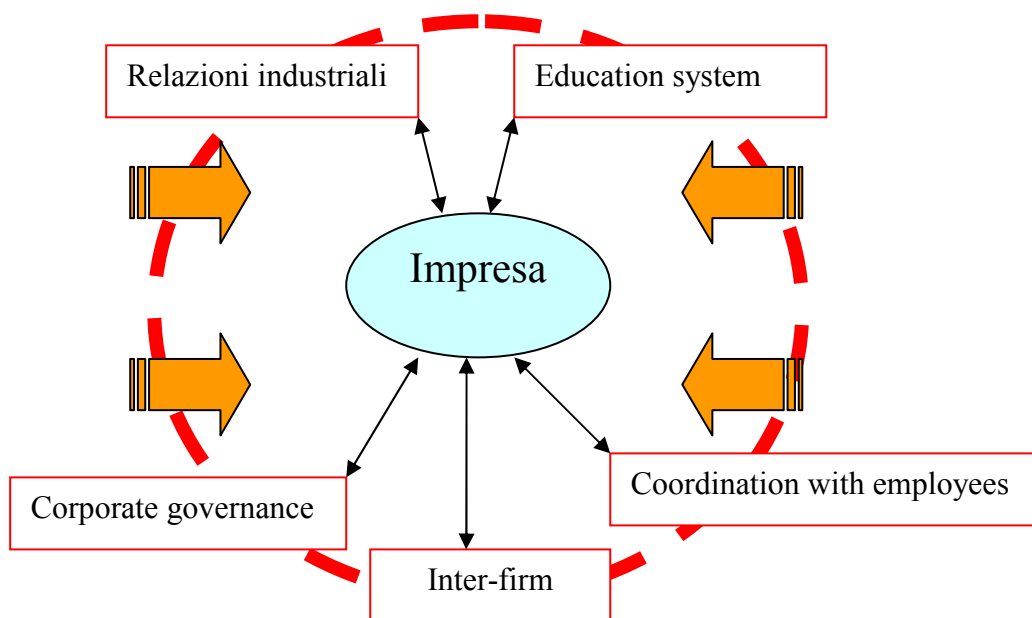 Relazioni industriali
Education system
Impresa
Corporate governance
Coordination with employees
Inter-firm